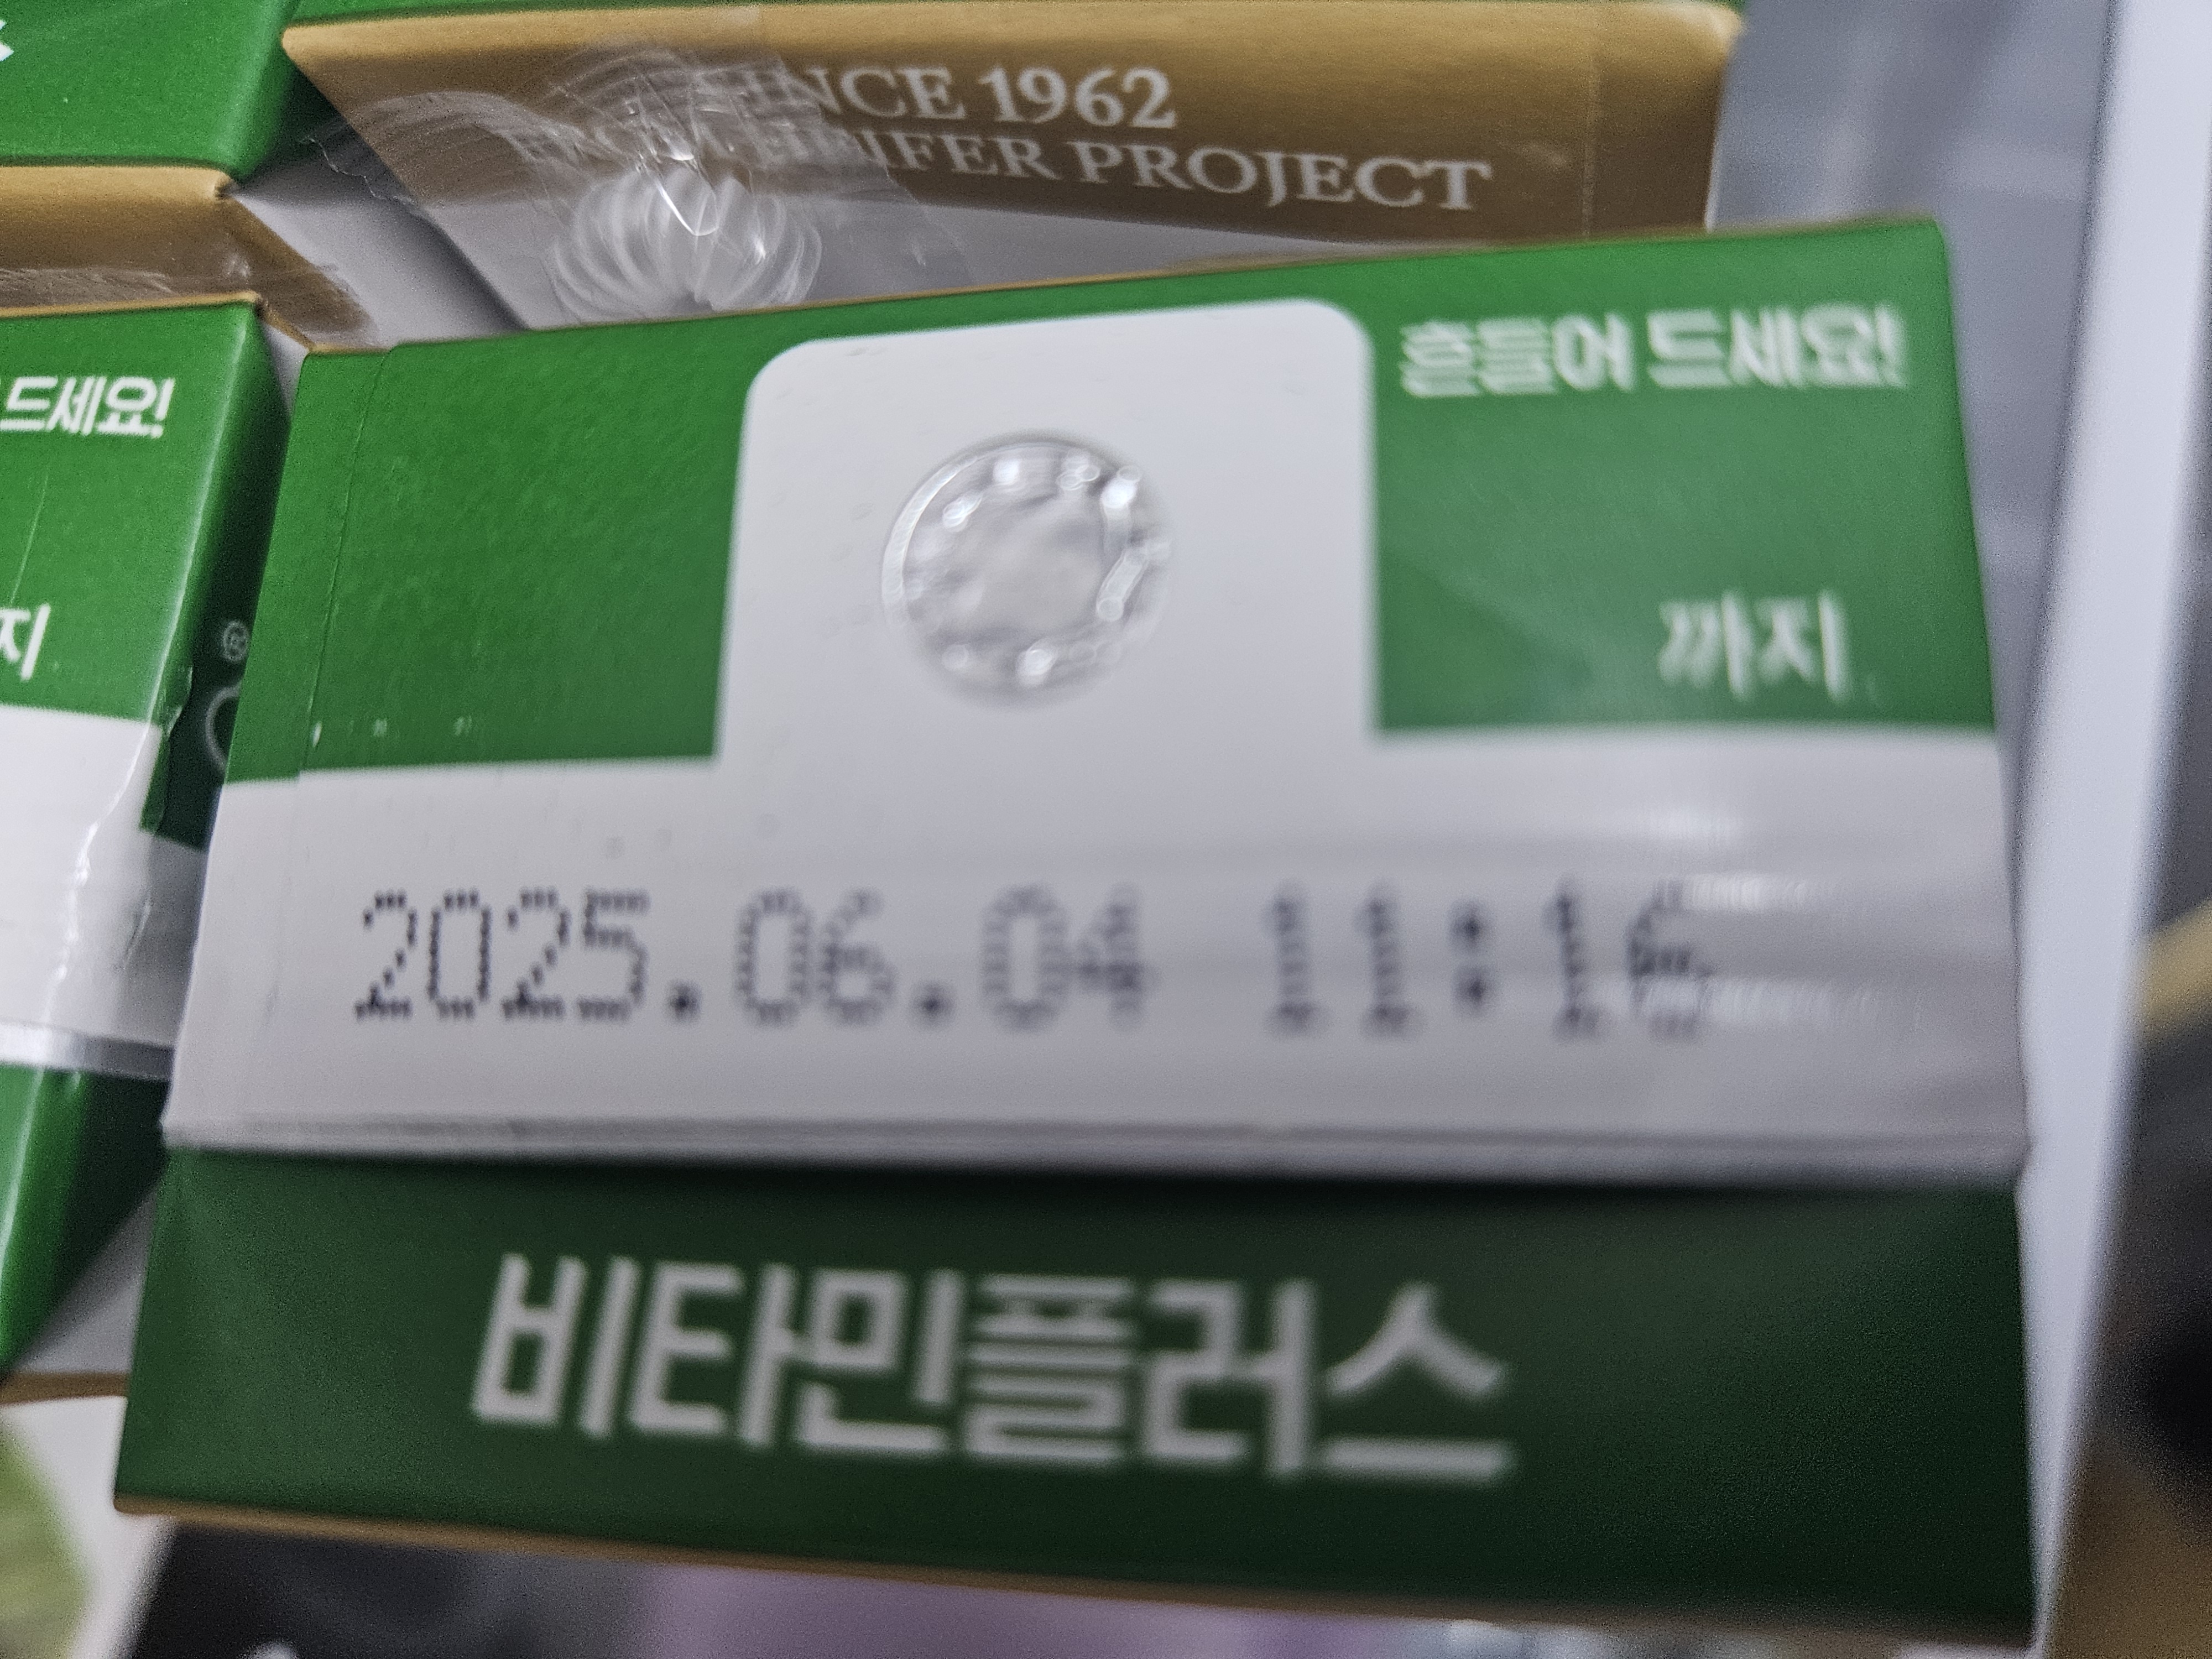 SINCE 1962
HEIFER PROJECT
흔들어 드세요!
드세요!
까지
지
2025.06.04 11:16
비타민플러스